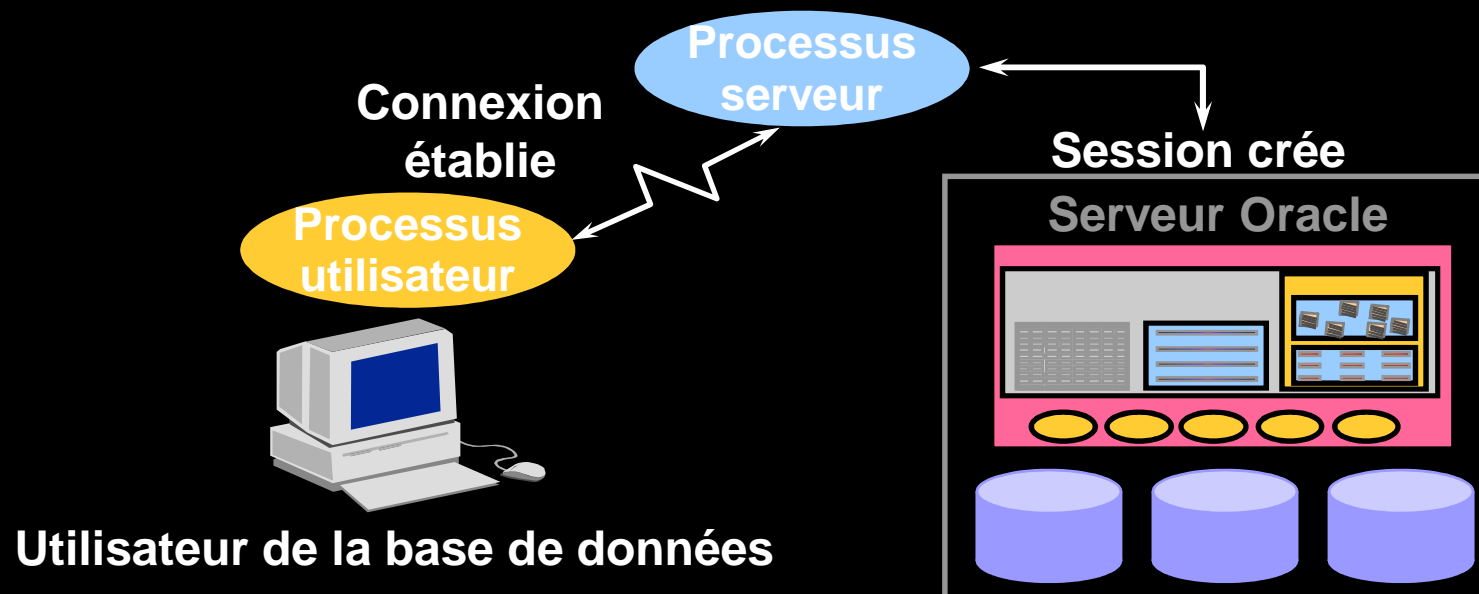 Processus
serveur
Connexion
établie
Session crée
Processus
utilisateur
Serveur Oracle
Utilisateur de la base de données